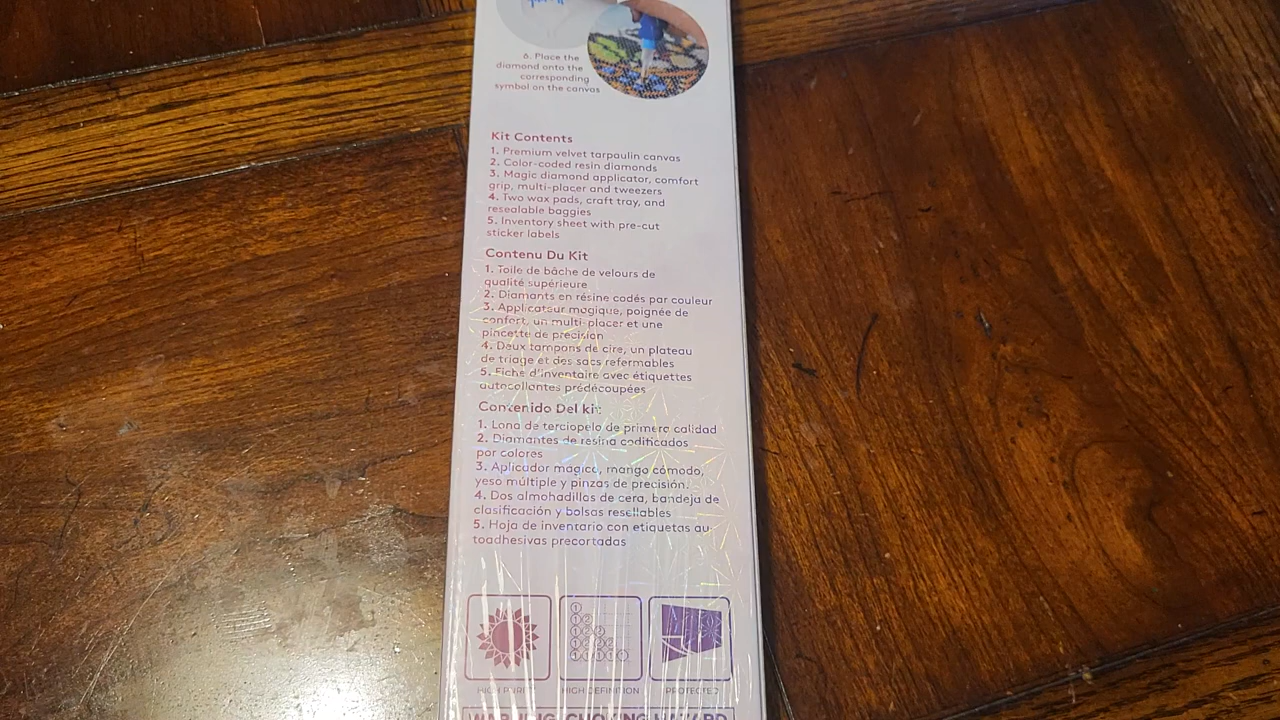 6. Place the
diamond onto the
corresponding
symbol on the canvas
Kit Contents
1. Premium velvet tarpaulin canvas
2. Color-coded resin diamonds
3. Magic diamond applicator, comfort
grip, multi-placer and tweezers
4. Two wax pads, craft tray, and
resealable baggies
5. Inventory sheet with pre-cut
sticker labels
Contenu Du Kit
1. Toile de bâche de velours de
qualité supérieure
2. Diamants en résine codés par couleur
3. Applicateur magique, poignée de
confort, un multi-placer et une
pincette de précision
4. Deux tampons de cire, un plateau
de triage et des sacs refermables
5. Fiche d'inventaire avec étiquettes
autocollantes prédécoupées
Contenido Del kit
1. Lona de terciopelo de primera calidad
2. Diamantes de resina codificados
por colores
3. Aplicador magico, mango cómodo,
yeso múltiple y pinzas de precisión.
4. Dos almohadillas de cera, bandeja de
clasificación y bolsas resellables
5. Hoja de inventario con etiquetas au-
toadhesivas precortadas
HIGH PURITY HIGH DEFINITION PROTECTED
WARNING: CHOKING HAZARD